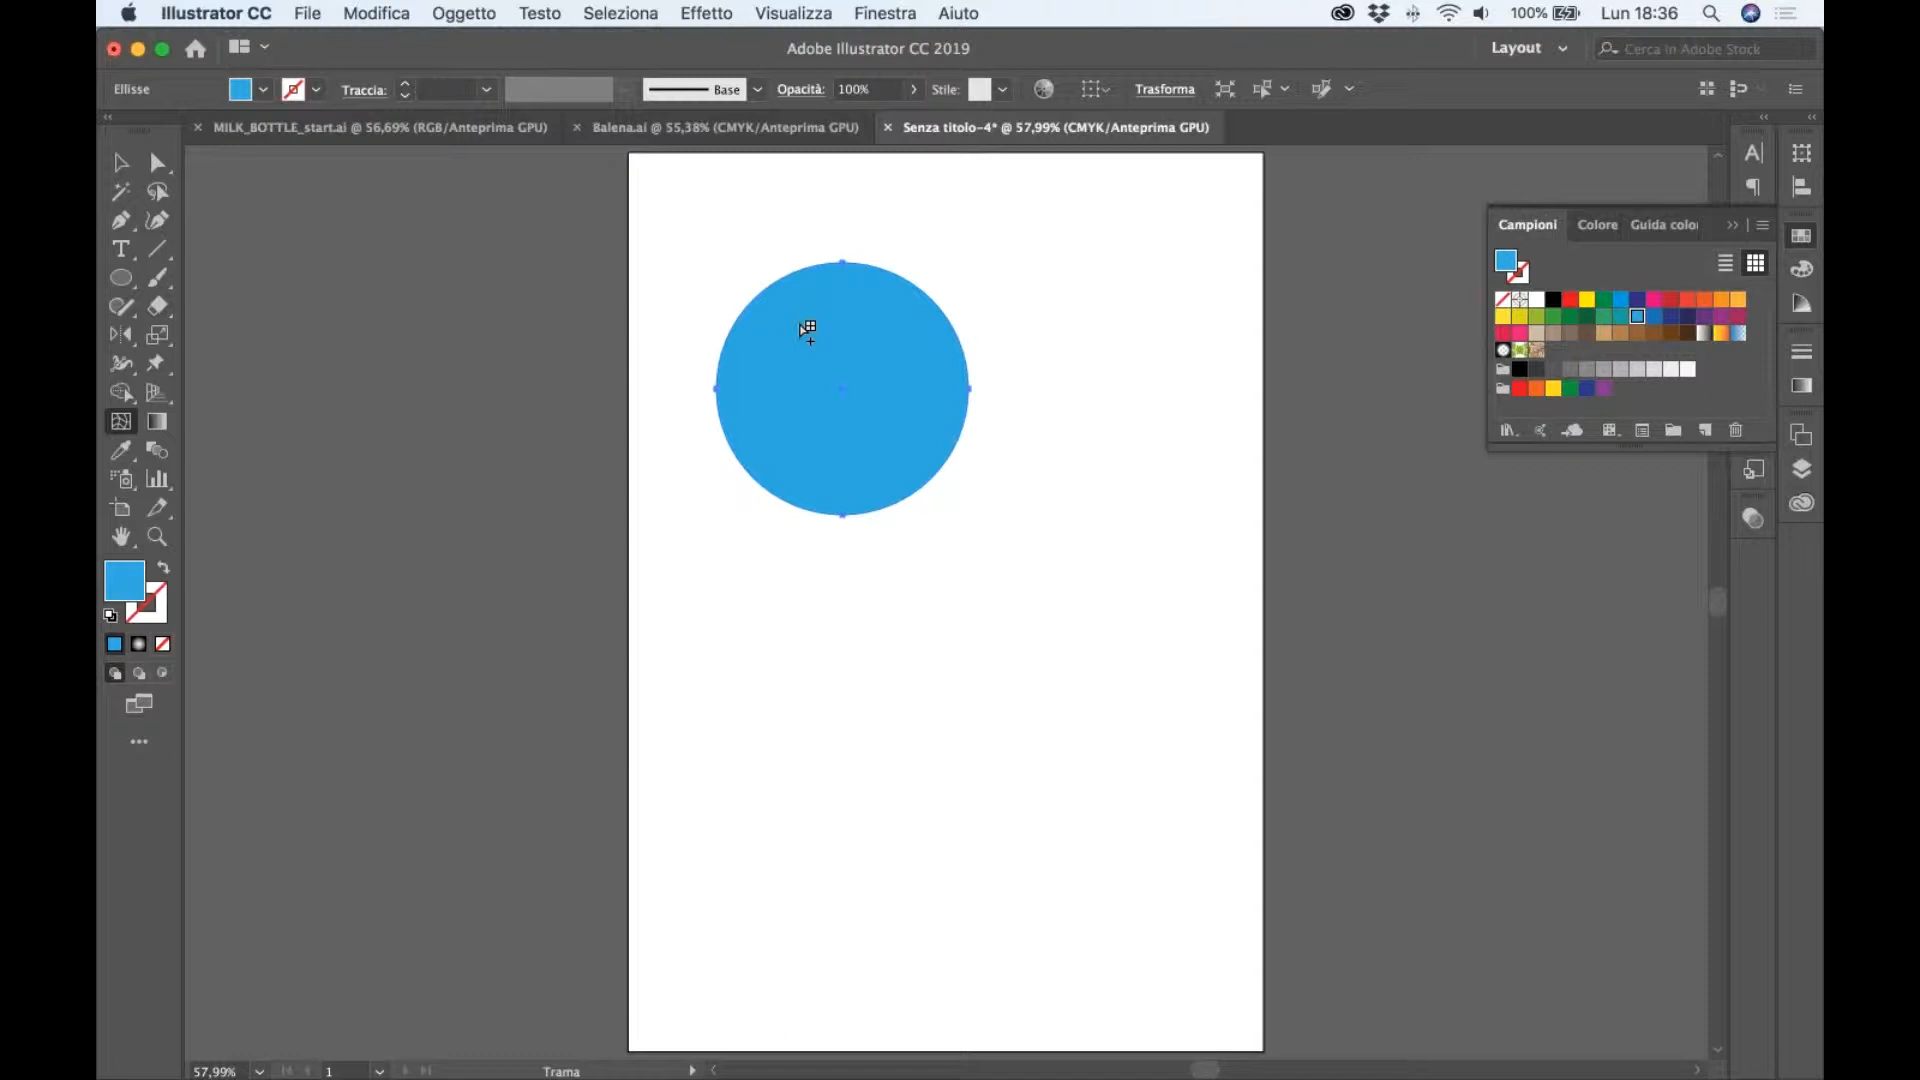 Illustrator CC File Modifica Oggetto Testo Seleziona Effetto Visualizza Finestra Aiuto 100% Lun 18:36
Adobe Illustrator CC 2019 Layout Cerca in Adobe Stock
Ellisse Traccia: Base Opacità: 100% Stile: Trasforma
MILK_BOTTLE_start.ai @ 56,69% (RGB/Anteprima GPU) Balena.ai @ 55,38% (CMYK/Anteprima GPU) Senza titolo-4* @ 57,99% (CMYK/Anteprima GPU)
Campioni Colore Guida colo
57,99% 1 Trama